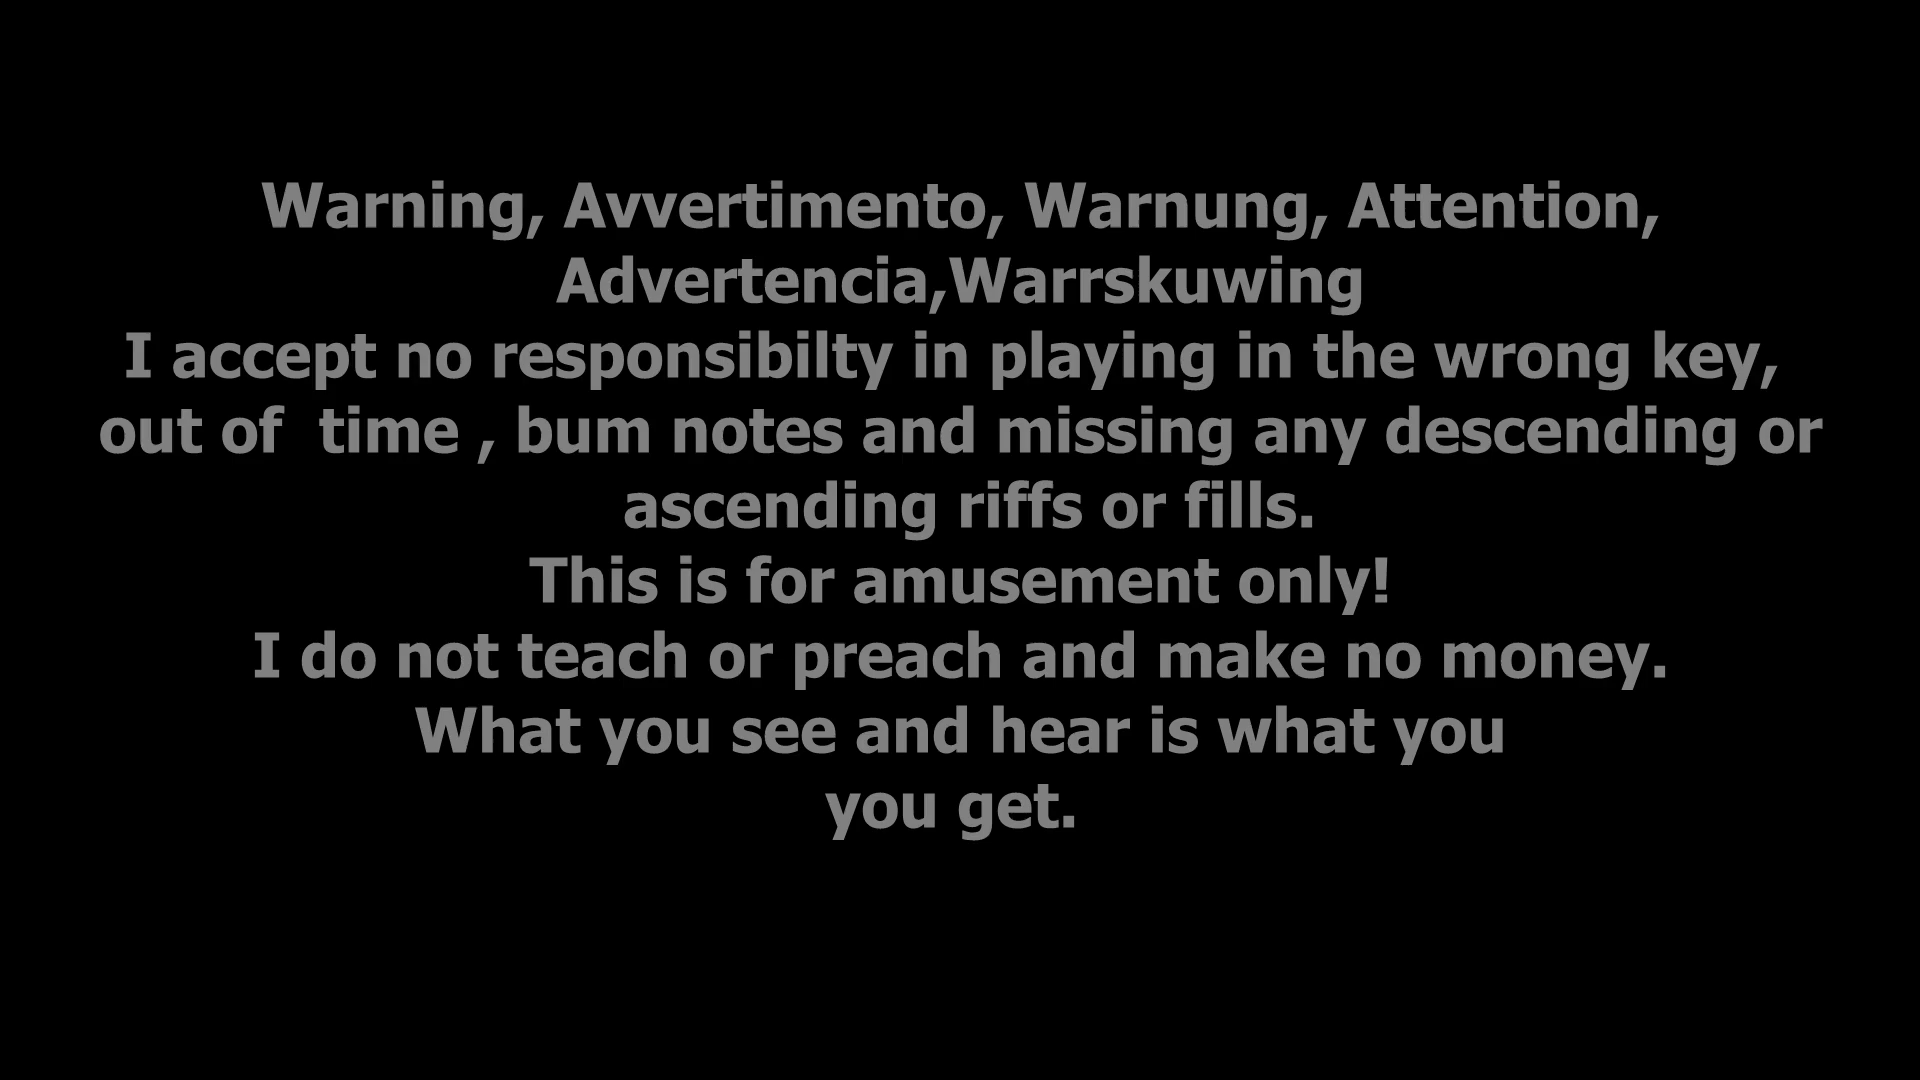 Warning, Avvertimento, Warnung, Attention,
Advertencia,Warrskuwing
I accept no responsibilty in playing in the wrong key,
out of  time , bum notes and missing any descending or
ascending riffs or fills.
This is for amusement only!
I do not teach or preach and make no money.
What you see and hear is what you
you get.